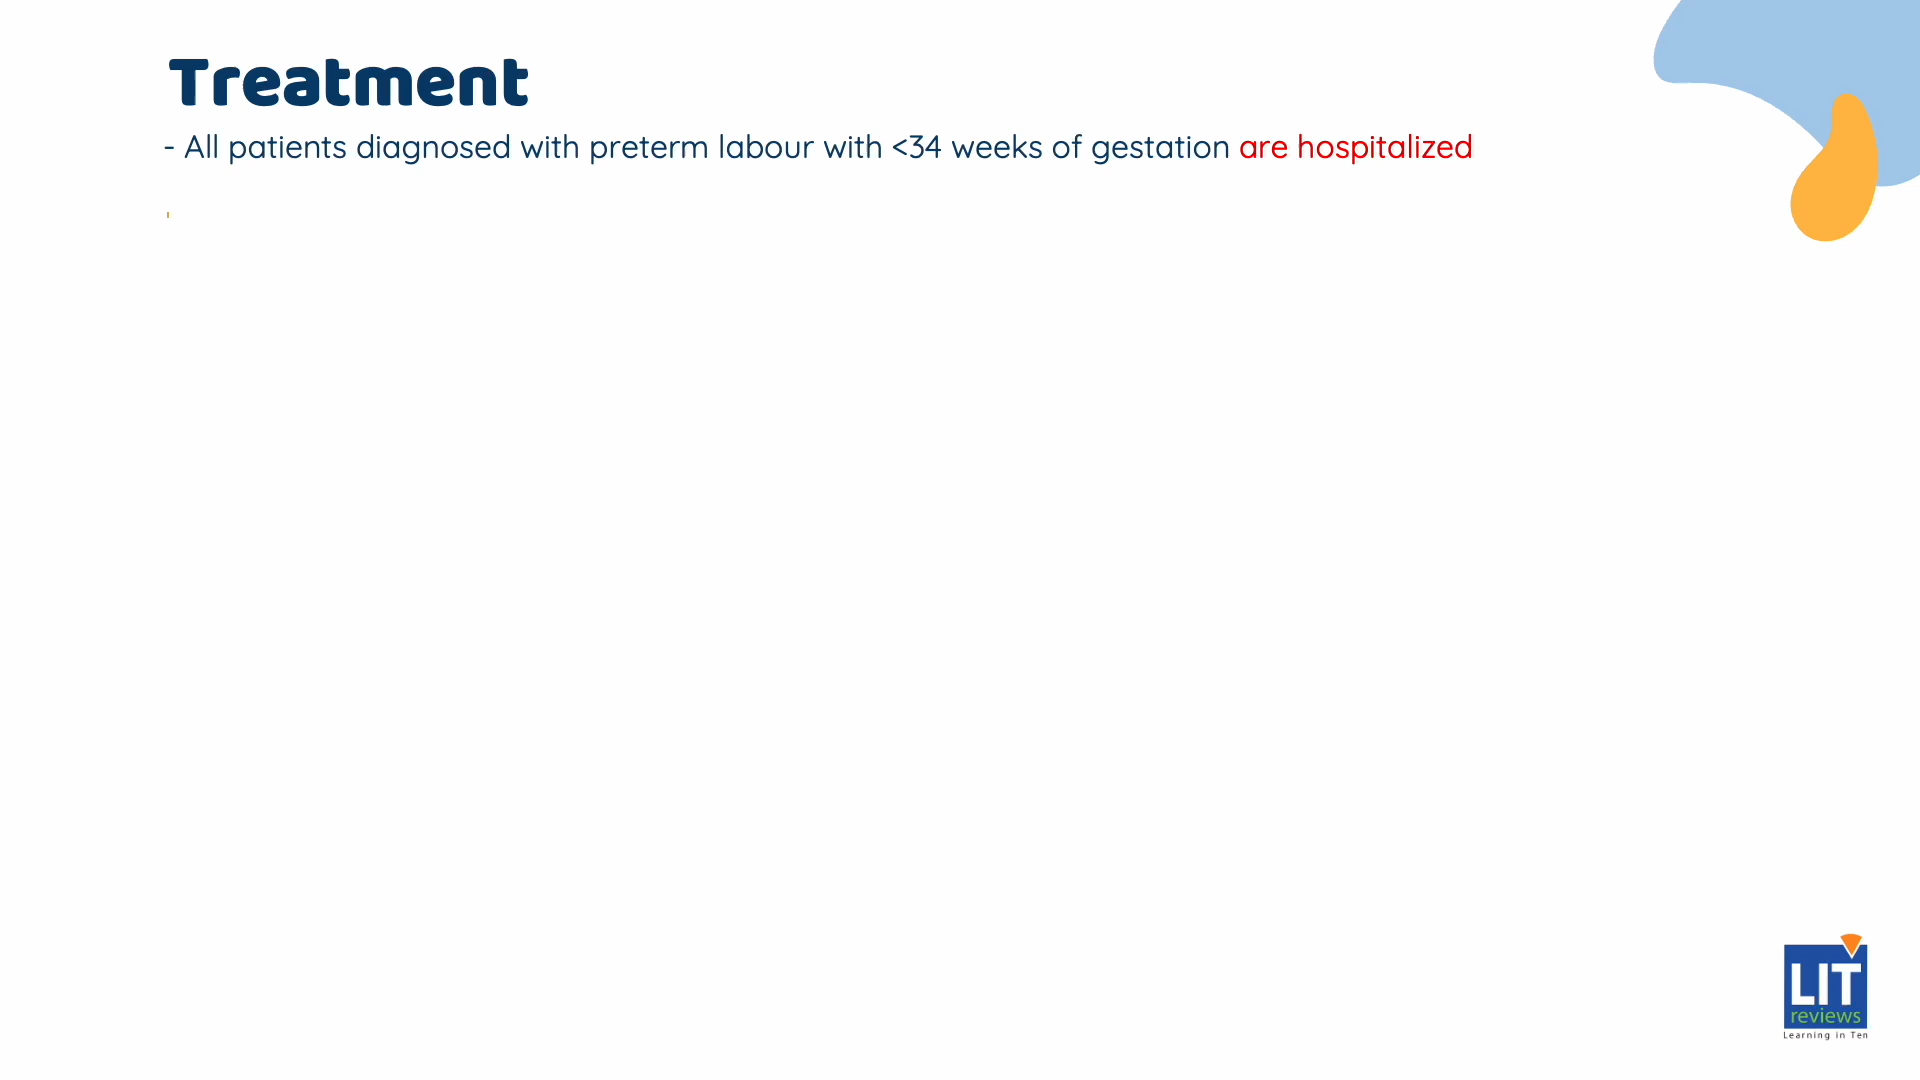 Treatment
- All patients diagnosed with preterm labour with <34 weeks of gestation are hospitalized
LIT
reviews
Learning in Ten